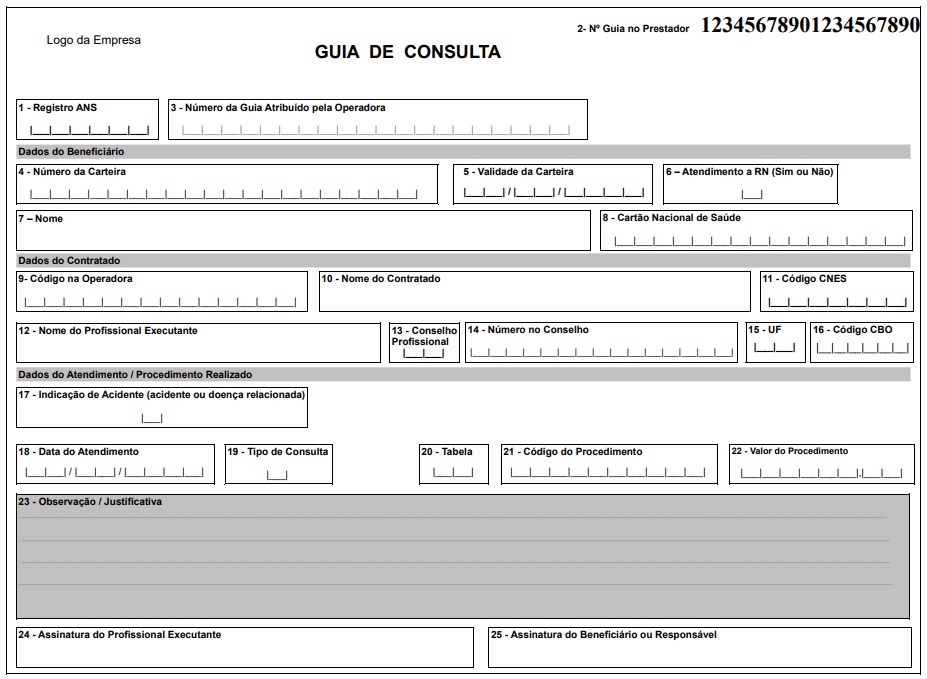 Logo da Empresa
2- Nº Guia no Prestador 12345678901234567890
GUIA DE CONSULTA
1 - Registro ANS
3 - Número da Guia Atribuído pela Operadora
Dados do Beneficiário
4 - Número da Carteira
5 - Validade da Carteira
6 – Atendimento a RN (Sim ou Não)
7 – Nome
8 - Cartão Nacional de Saúde
Dados do Contratado
9- Código na Operadora
10 - Nome do Contratado
11 - Código CNES
12 - Nome do Profissional Executante
13 - Conselho
Profissional
14 - Número no Conselho
15 - UF
16 - Código CBO
Dados do Atendimento / Procedimento Realizado
17 - Indicação de Acidente (acidente ou doença relacionada)
18 - Data do Atendimento
19 - Tipo de Consulta
20 - Tabela
21 - Código do Procedimento
22 - Valor do Procedimento
23 - Observação / Justificativa
24 - Assinatura do Profissional Executante
25 - Assinatura do Beneficiário ou Responsável